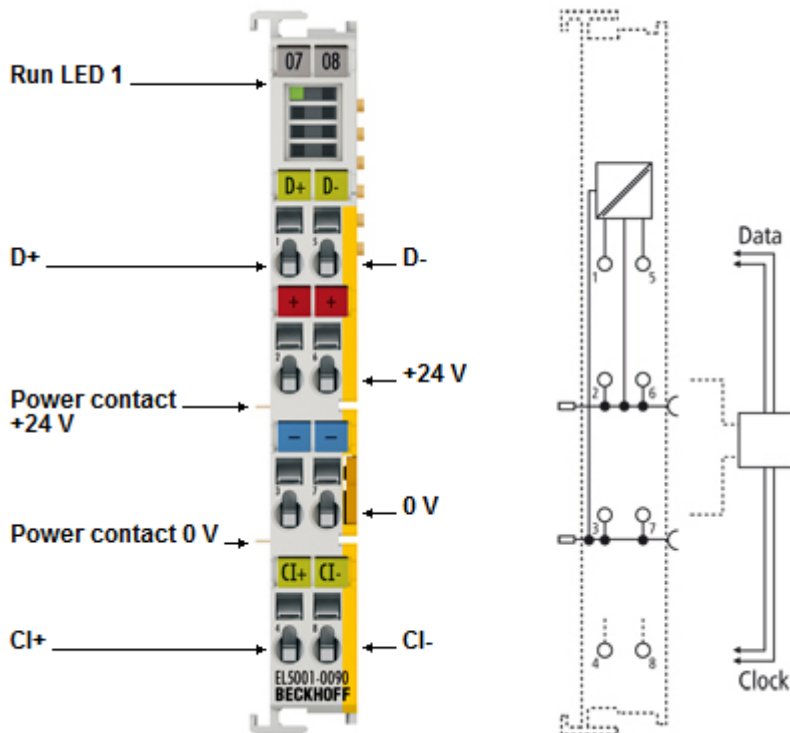 Run LED 1
07 08
D+ D-
1 5
D+
D-
+ +
2 6
+24 V
Power contact
+24 V
− −
3 7
0 V
Power contact 0 V
CI+ CI-
4 8
CI+
CI-
EL5001-0090
BECKHOFF
Data
1 5
2 6
3 7
4 8
Clock